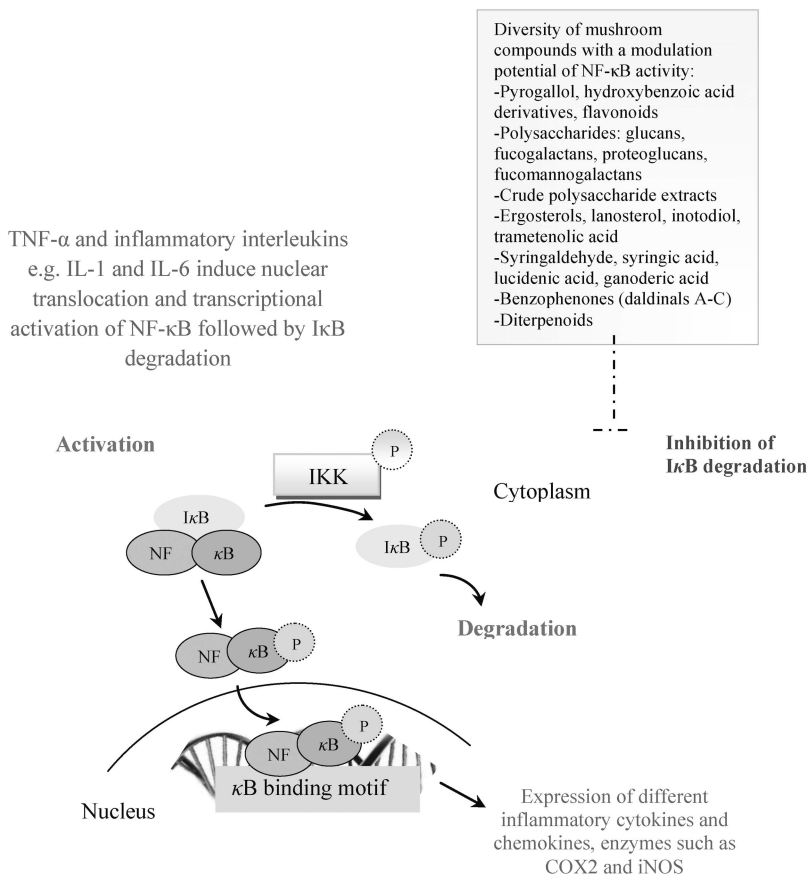 Diversity of mushroom
compounds with a modulation
potential of NF-κB activity:
-Pyrogallol, hydroxybenzoic acid
derivatives, flavonoids
-Polysaccharides: glucans,
fucogalactans, proteoglucans,
fucomannogalactans
-Crude polysaccharide extracts
-Ergosterols, lanosterol, inotodiol,
trametenolic acid
-Syringaldehyde, syringic acid,
lucidenic acid, ganoderic acid
-Benzophenones (daldinals A-C)
-Diterpenoids
TNF-α and inflammatory interleukins
e.g. IL-1 and IL-6 induce nuclear
translocation and transcriptional
activation of NF-κB followed by IκB
degradation
Activation
P
IKK
Inhibition of
IκB degradation
Cytoplasm
IκB
NF
κB
IκB
P
Degradation
NF
κB
P
P
κB
NF
κB binding motif
Nucleus
Expression of different
inflammatory cytokines and
chemokines, enzymes such as
COX2 and iNOS